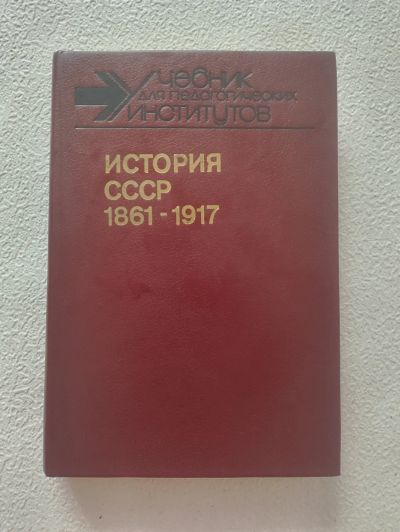 Учебник
для педагогических
институтов
ИСТОРИЯ
СССР
1861-1917